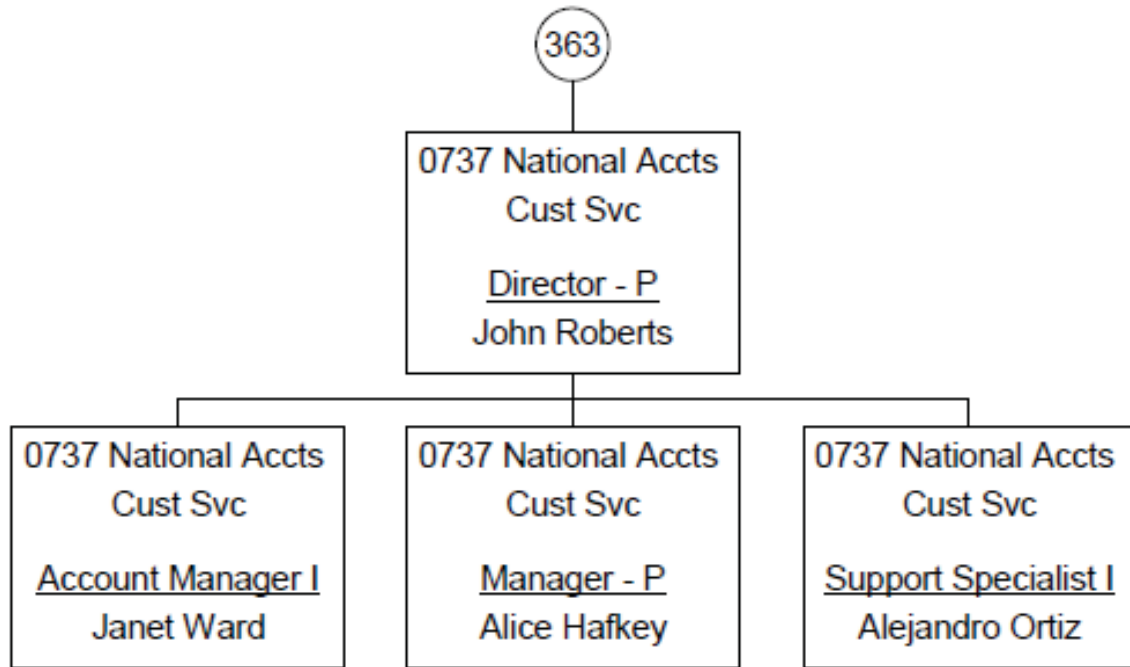 363
0737 National Accts
Cust Svc
Director - P
John Roberts
0737 National Accts
Cust Svc
Account Manager I
Janet Ward
0737 National Accts
Cust Svc
Manager - P
Alice Hafkey
0737 National Accts
Cust Svc
Support Specialist I
Alejandro Ortiz